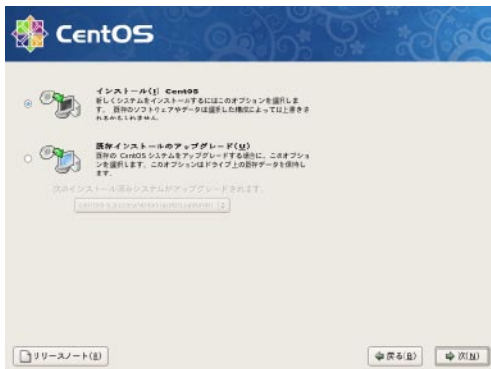 CentOS
インストール(I) CentOS
新しくシステムをインストールするにはこのオプションを選択しま
す。 既存のソフトウェアやデータは選択した構成によっては上書きさ
れるかもしれません。
既存インストールのアップグレード(U)
既存の CentOS システムをアップグレードする場合に、このオプショ
ンを選択します。このオプションはドライブ上の既存データを保持し
ます。
次のインストール済みシステムがアップグレードされます:
リリースノート(R)
戻る(B)
次(N)